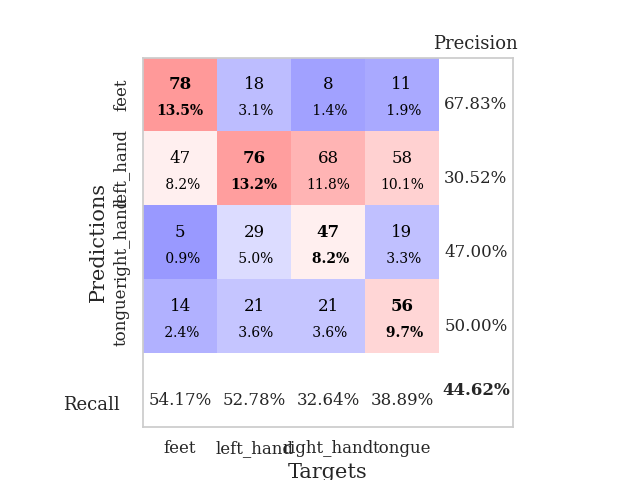 Precision
feet 78 18 8 11 67.83%
13.5% 3.1% 1.4% 1.9%
left_hand 47 76 68 58 30.52%
8.2% 13.2% 11.8% 10.1%
right_hand 5 29 47 19 47.00%
0.9% 5.0% 8.2% 3.3%
tongue 14 21 21 56 50.00%
2.4% 3.6% 3.6% 9.7%
Predictions
Recall 54.17% 52.78% 32.64% 38.89% 44.62%
feet left_hand right_hand tongue
Targets